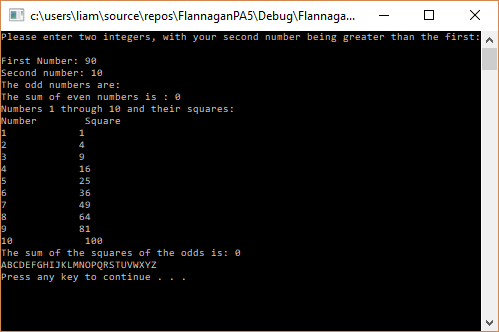 c:\users\liam\source\repos\FlannaganPA5\Debug\Flannaga...
Please enter two integers, with your second number being greater than the first:
First Number: 90
Second number: 10
The odd numbers are:
The sum of even numbers is : 0
Numbers 1 through 10 and their squares:
Number Square
1 1
2 4
3 9
4 16
5 25
6 36
7 49
8 64
9 81
10 100
The sum of the squares of the odds is: 0
ABCDEFGHIJKLMNOPQRSTUVWXYZ
Press any key to continue . . .